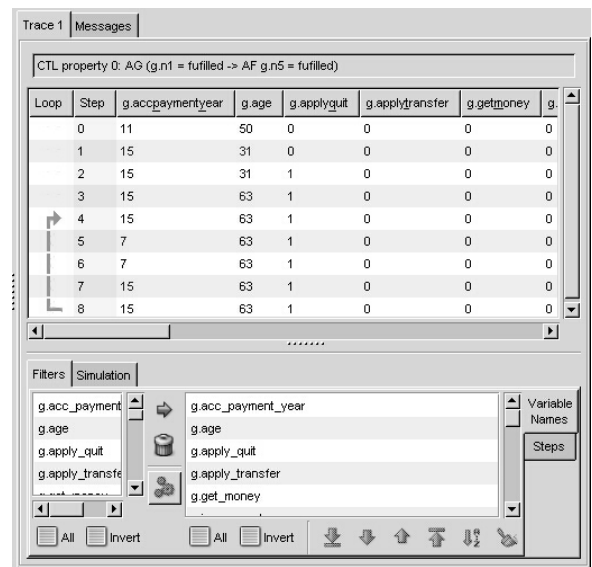 Trace 1 Messages
CTL property 0: AG (g.n1 = fufilled -> AF g.n5 = fufilled)
Loop Step g.accpaymentyear g.age g.applyquit g.applytransfer g.getmoney g.
0 11 50 0 0 0 0
1 15 31 0 0 0 0
2 15 31 1 0 0 0
3 15 63 1 0 0 0
4 15 63 1 0 0 0
5 7 63 1 0 0 0
6 7 63 1 0 0 0
7 15 63 1 0 0 0
8 15 63 1 0 0 0
Filters Simulation
g.acc_payment g.acc_payment_year Variable Names
g.age g.age
g.apply_quit g.apply_quit Steps
g.apply_transfe g.apply_transfer
g.get_money
All Invert All Invert